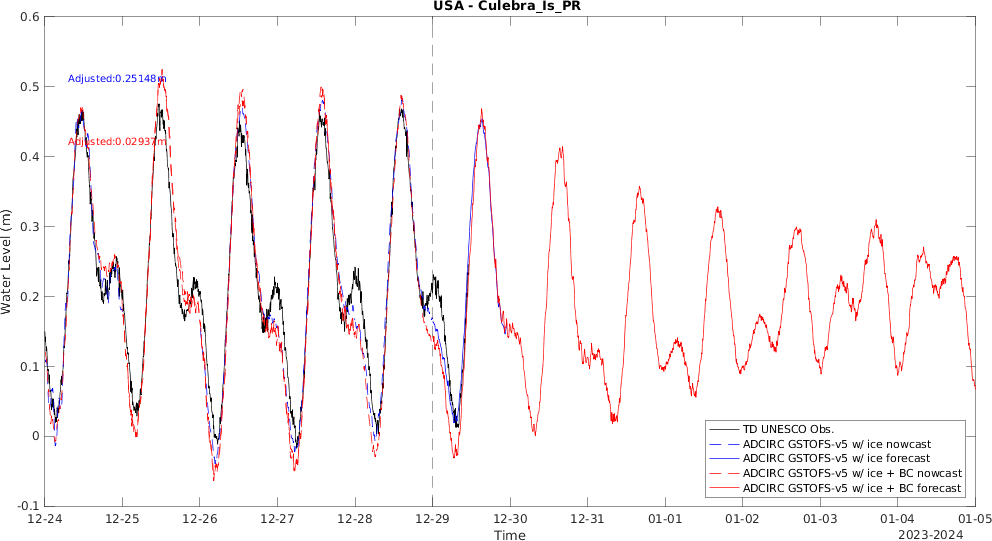 USA - Culebra_Is_PR
0.6
0.5
0.4
0.3
0.2
0.1
0
-0.1
Water Level (m)
Adjusted:0.25148m
Adjusted:0.02937m
TD UNESCO Obs.
ADCIRC GSTOFS-v5 w/ ice nowcast
ADCIRC GSTOFS-v5 w/ ice forecast
ADCIRC GSTOFS-v5 w/ ice + BC nowcast
ADCIRC GSTOFS-v5 w/ ice + BC forecast
12-24 12-25 12-26 12-27 12-28 12-29 12-30 12-31 01-01 01-02 01-03 01-04 01-05
Time
2023-2024